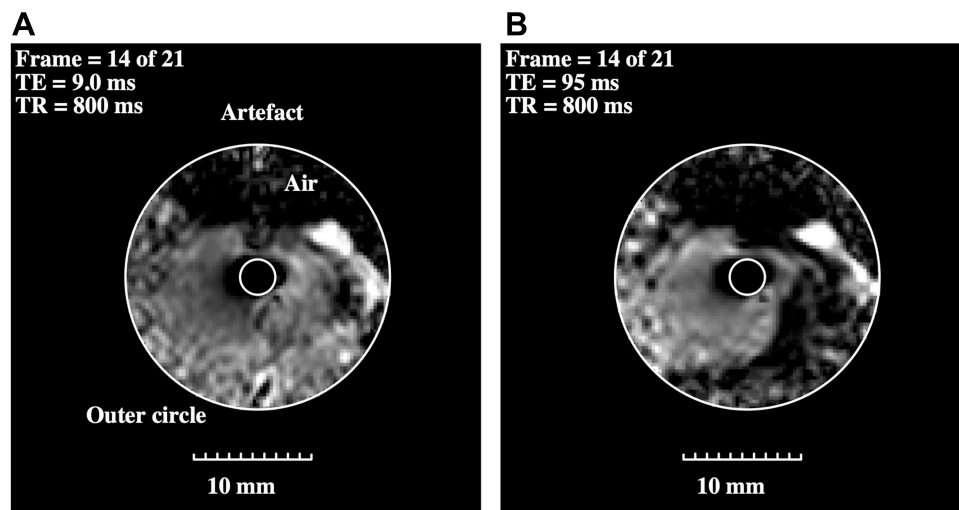 A
Frame = 14 of 21
TE = 9.0 ms
TR = 800 ms
Artefact
Air
Outer circle
10 mm
B
Frame = 14 of 21
TE = 95 ms
TR = 800 ms
10 mm